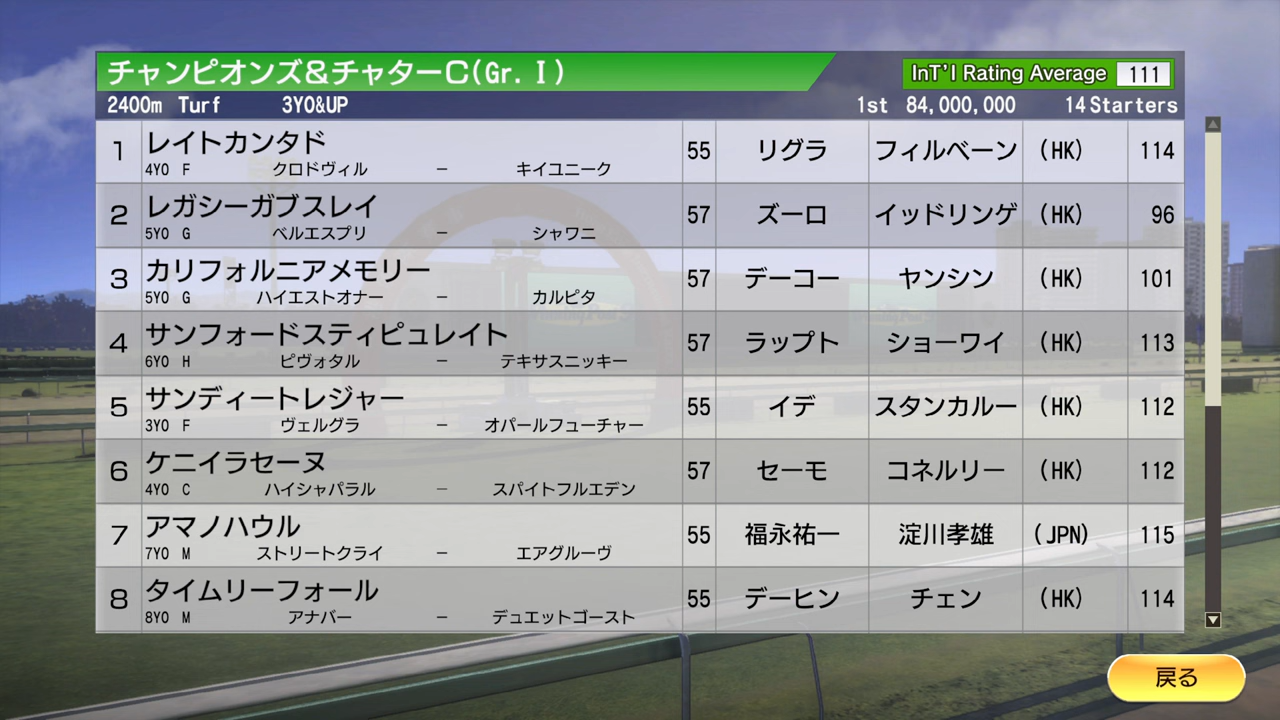 チャンピオンズ&チャターC(Gr.Ⅰ)
InT'l Rating Average 111
2400m Turf 3YO&UP 1st 84,000,000 14Starters
1 レイトカンタド 55 リグラ フィルベーン (HK) 114
4YO F クロドヴィル － キイユニーク
2 レガシーガブスレイ 57 ズーロ イッドリンゲ (HK) 96
5YO G ベルエスプリ － シャワニ
3 カリフォルニアメモリー 57 デーコー ヤンシン (HK) 101
5YO G ハイエストオナー － カルピタ
4 サンフォードスティピュレイト 57 ラップト ショーワイ (HK) 113
6YO H ピヴォタル － テキサスニッキー
5 サンディートレジャー 55 イデ スタンカルー (HK) 112
3YO F ヴェルグラ － オパールフューチャー
6 ケニイラセーヌ 57 セーモ コネルリー (HK) 112
4YO C ハイシャパラル － スパイトフルエデン
7 アマノハウル 55 福永祐一 淀川孝雄 (JPN) 115
7YO M ストリートクライ － エアグルーヴ
8 タイムリーフォール 55 デーヒン チェン (HK) 114
8YO M アナバー － デュエットゴースト
戻る